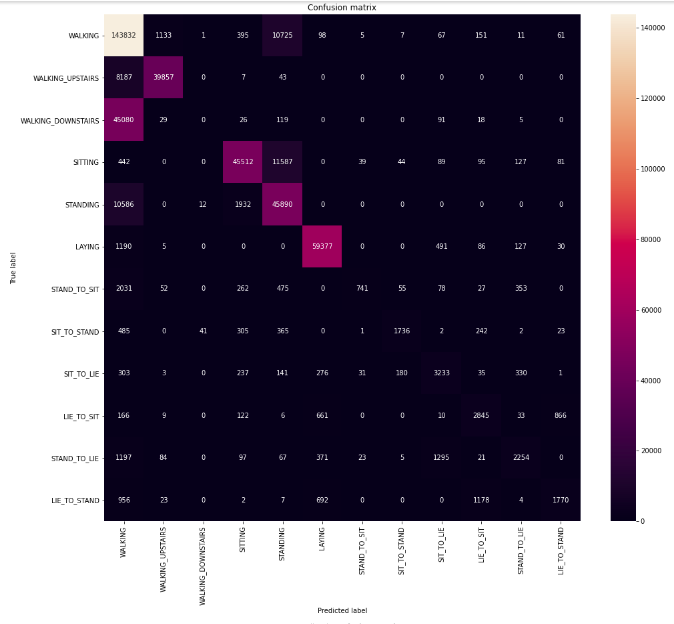 Confusion matrix
WALKING 143832 1133 1 395 10725 98 5 7 67 151 11 61
WALKING_UPSTAIRS 8187 39857 0 7 43 0 0 0 0 0 0 0
WALKING_DOWNSTAIRS 45080 29 0 26 119 0 0 0 91 18 5 0
SITTING 442 0 0 45512 11587 0 39 44 89 95 127 81
STANDING 10586 0 12 1932 45890 0 0 0 0 0 0 0
LAYING 1190 5 0 0 0 59377 0 0 491 86 127 30
STAND_TO_SIT 2031 52 0 262 475 741 55 78 27 353 0
SIT_TO_STAND 485 0 41 305 365 0 1 1736 2 242 2 23
SIT_TO_LIE 303 3 0 237 141 276 31 180 3233 35 330 1
LIE_TO_SIT 166 9 0 122 6 661 0 0 10 2845 33 866
STAND_TO_LIE 1197 84 0 97 67 371 23 5 1295 21 2254 0
LIE_TO_STAND 956 23 0 2 7 692 0 0 0 1178 4 1770
WALKING
WALKING_UPSTAIRS
WALKING_DOWNSTAIRS
SITTING
STANDING
LAYING
STAND_TO_SIT
SIT_TO_STAND
SIT_TO_LIE
LIE_TO_SIT
STAND_TO_LIE
LIE_TO_STAND
Predicted label
True label
140000
120000
100000
80000
60000
40000
20000
0